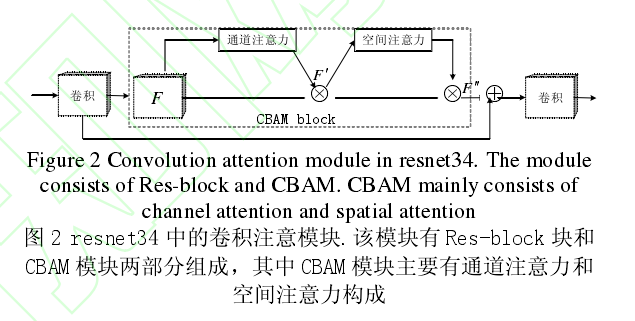 通道注意力
空间注意力
卷积
F
F′
F″
卷积
CBAM block
Figure 2 Convolution attention module in resnet34. The module
consists of Res-block and CBAM. CBAM mainly consists of
channel attention and spatial attention
图 2 resnet34 中的卷积注意模块.该模块有 Res-block 块和
CBAM 模块两部分组成，其中 CBAM 模块主要有通道注意力和
空间注意力构成